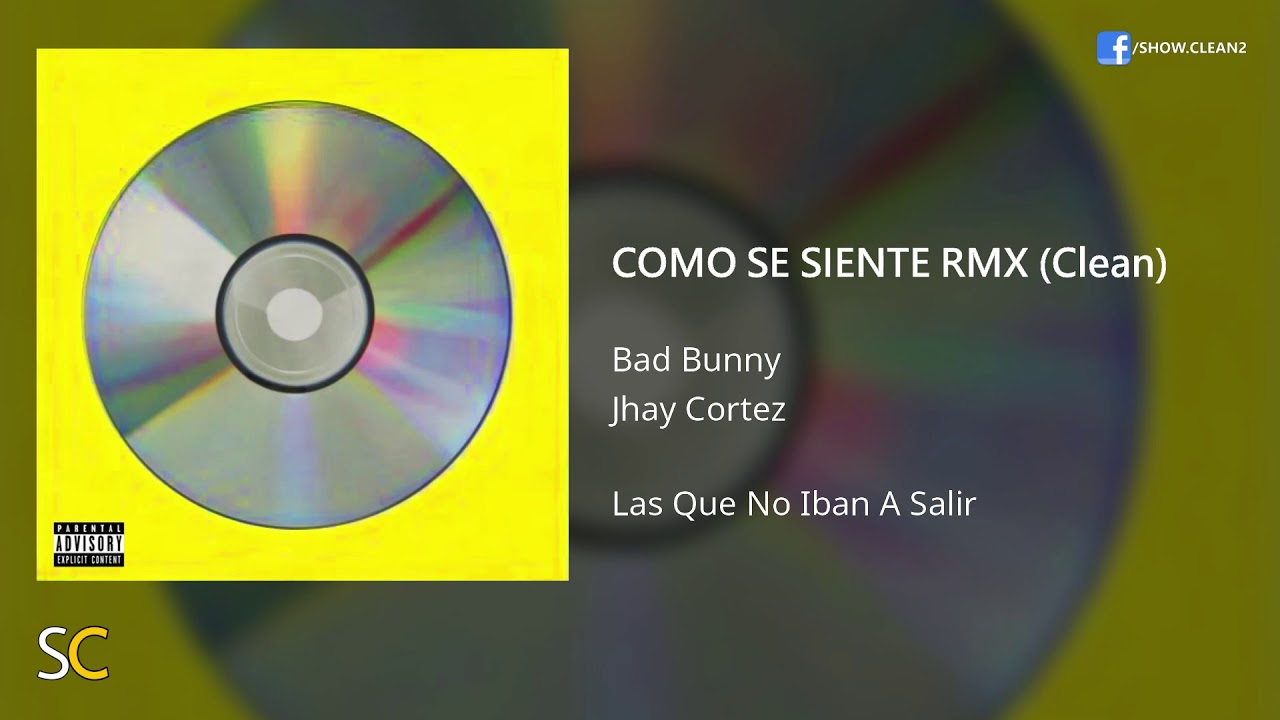 /SHOW.CLEAN2
COMO SE SIENTE RMX (Clean)
Bad Bunny
Jhay Cortez
Las Que No Iban A Salir
PARENTAL
ADVISORY
EXPLICIT CONTENT
SC